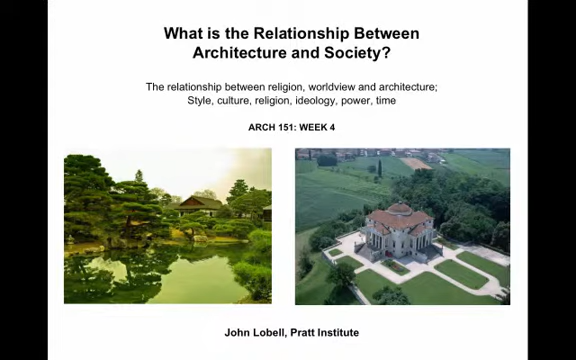 What is the Relationship Between
Architecture and Society?
The relationship between religion, worldview and architecture;
Style, culture, religion, ideology, power, time
ARCH 151: WEEK 4
John Lobell, Pratt Institute